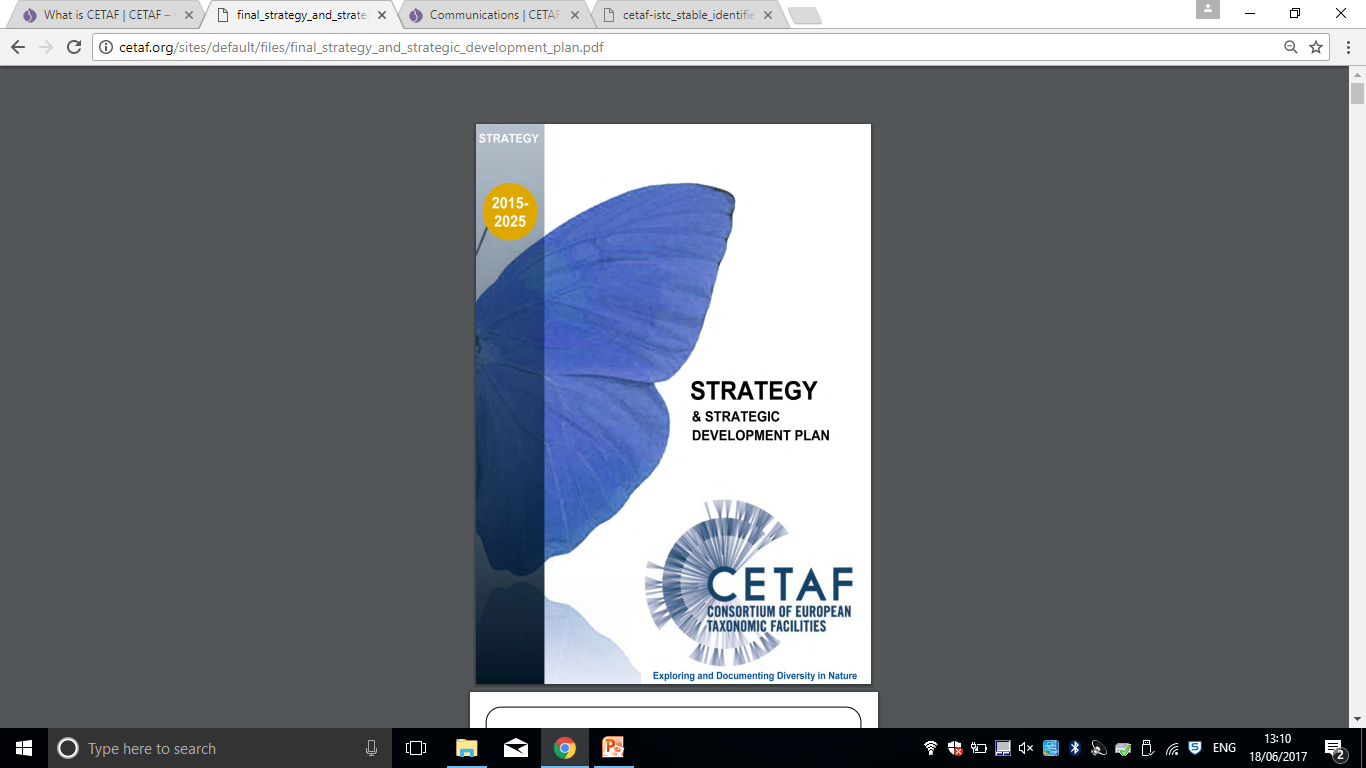 What is CETAF | CETAF –
final_strategy_and_strate
Communications | CETAF
cetaf-istc_stable_identifie
cetaf.org/sites/default/files/final_strategy_and_strategic_development_plan.pdf
STRATEGY
2015-
2025
STRATEGY
& STRATEGIC
DEVELOPMENT PLAN
CETAF
CONSORTIUM OF EUROPEAN
TAXONOMIC FACILITIES
Exploring and Documenting Diversity in Nature
Type here to search
ENG
13:10
18/06/2017
2